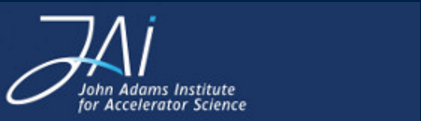 JAi
John Adams Institute
for Accelerator Science